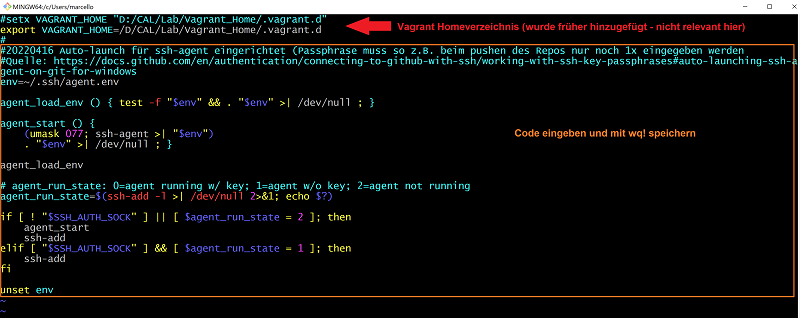 MINGW64:/c/Users/marcello
#setx VAGRANT_HOME "D:/CAL/Lab/Vagrant_Home/.vagrant.d"
export VAGRANT_HOME=/D/CAL/Lab/Vagrant_Home/.vagrant.d
Vagrant Homeverzeichnis (wurde früher hinzugefügt - nicht relevant hier)
#
#20220416 Auto-launch für ssh-agent eingerichtet (Passphrase muss so z.B. beim pushen des Repos nur noch 1x eingegeben werden
#Quelle: https://docs.github.com/en/authentication/connecting-to-github-with-ssh/working-with-ssh-key-passphrases#auto-launching-ssh-a
gent-on-git-for-windows
env=~/.ssh/agent.env
agent_load_env () { test -f "$env" && . "$env" >| /dev/null ; }
agent_start () {
(umask 077; ssh-agent >| "$env")
. "$env" >| /dev/null ; }
Code eingeben und mit wq! speichern
agent_load_env
# agent_run_state: 0=agent running w/ key; 1=agent w/o key; 2=agent not running
agent_run_state=$(ssh-add -l >| /dev/null 2>&1; echo $?)
if [ ! "$SSH_AUTH_SOCK" ] || [ $agent_run_state = 2 ]; then
agent_start
ssh-add
elif [ "$SSH_AUTH_SOCK" ] && [ $agent_run_state = 1 ]; then
ssh-add
fi
unset env
~
~